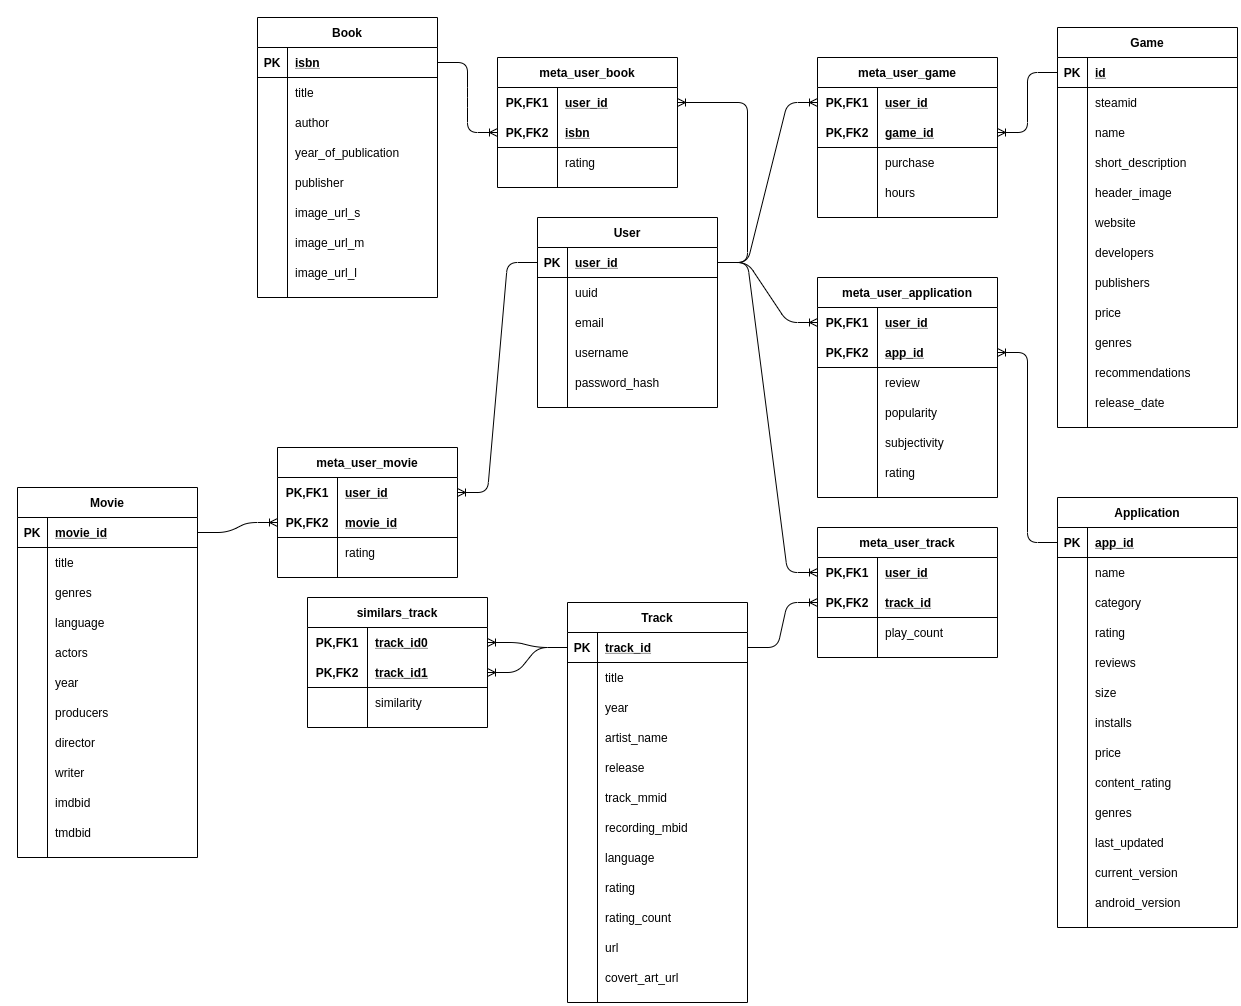 Book
PK isbn
title
author
year_of_publication
publisher
image_url_s
image_url_m
image_url_l
meta_user_book
PK,FK1 user_id
PK,FK2 isbn
rating
meta_user_game
PK,FK1 user_id
PK,FK2 game_id
purchase
hours
Game
PK id
steamid
name
short_description
header_image
website
developers
publishers
price
genres
recommendations
release_date
User
PK user_id
uuid
email
username
password_hash
meta_user_application
PK,FK1 user_id
PK,FK2 app_id
review
popularity
subjectivity
rating
meta_user_movie
PK,FK1 user_id
PK,FK2 movie_id
rating
Movie
PK movie_id
title
genres
language
actors
year
producers
director
writer
imdbid
tmdbid
similars_track
PK,FK1 track_id0
PK,FK2 track_id1
similarity
Track
PK track_id
title
year
artist_name
release
track_mmid
recording_mbid
language
rating
rating_count
url
covert_art_url
meta_user_track
PK,FK1 user_id
PK,FK2 track_id
play_count
Application
PK app_id
name
category
rating
reviews
size
installs
price
content_rating
genres
last_updated
current_version
android_version